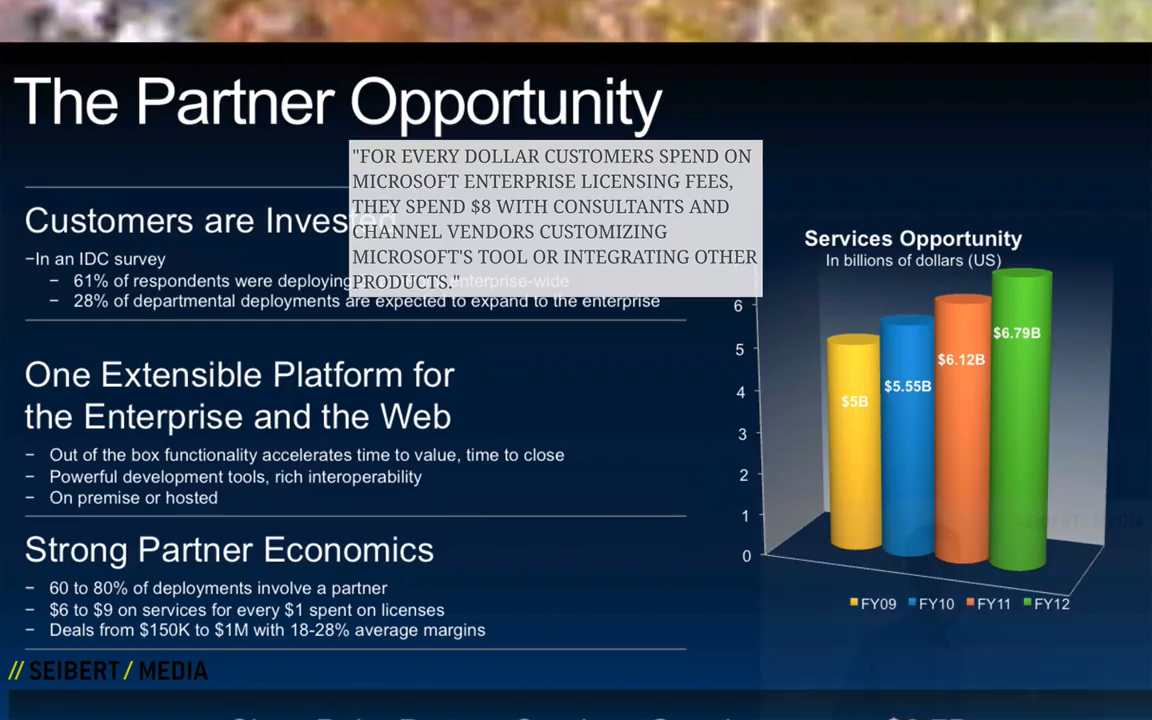 The Partner Opportunity
"FOR EVERY DOLLAR CUSTOMERS SPEND ON
MICROSOFT ENTERPRISE LICENSING FEES,
THEY SPEND $8 WITH CONSULTANTS AND
CHANNEL VENDORS CUSTOMIZING
MICROSOFT'S TOOL OR INTEGRATING OTHER
PRODUCTS."
Customers are Invested
−In an IDC survey
− 61% of respondents were deploying enterprise-wide
− 28% of departmental deployments are expected to expand to the enterprise
One Extensible Platform for
the Enterprise and the Web
− Out of the box functionality accelerates time to value, time to close
− Powerful development tools, rich interoperability
− On premise or hosted
Strong Partner Economics
− 60 to 80% of deployments involve a partner
− $6 to $9 on services for every $1 spent on licenses
− Deals from $150K to $1M with 18-28% average margins
Services Opportunity
In billions of dollars (US)
6
5
4
3
2
1
0
$5B
$5.55B
$6.12B
$6.79B
FY09 FY10 FY11 FY12
// SEIBERT / MEDIA